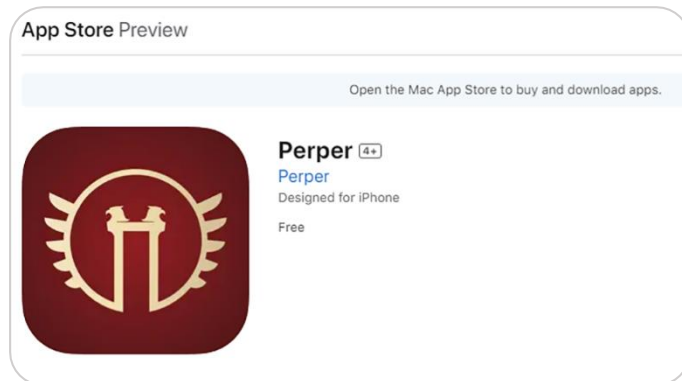 App Store Preview
Open the Mac App Store to buy and download apps.
Perper 4+
Perper
Designed for iPhone
Free